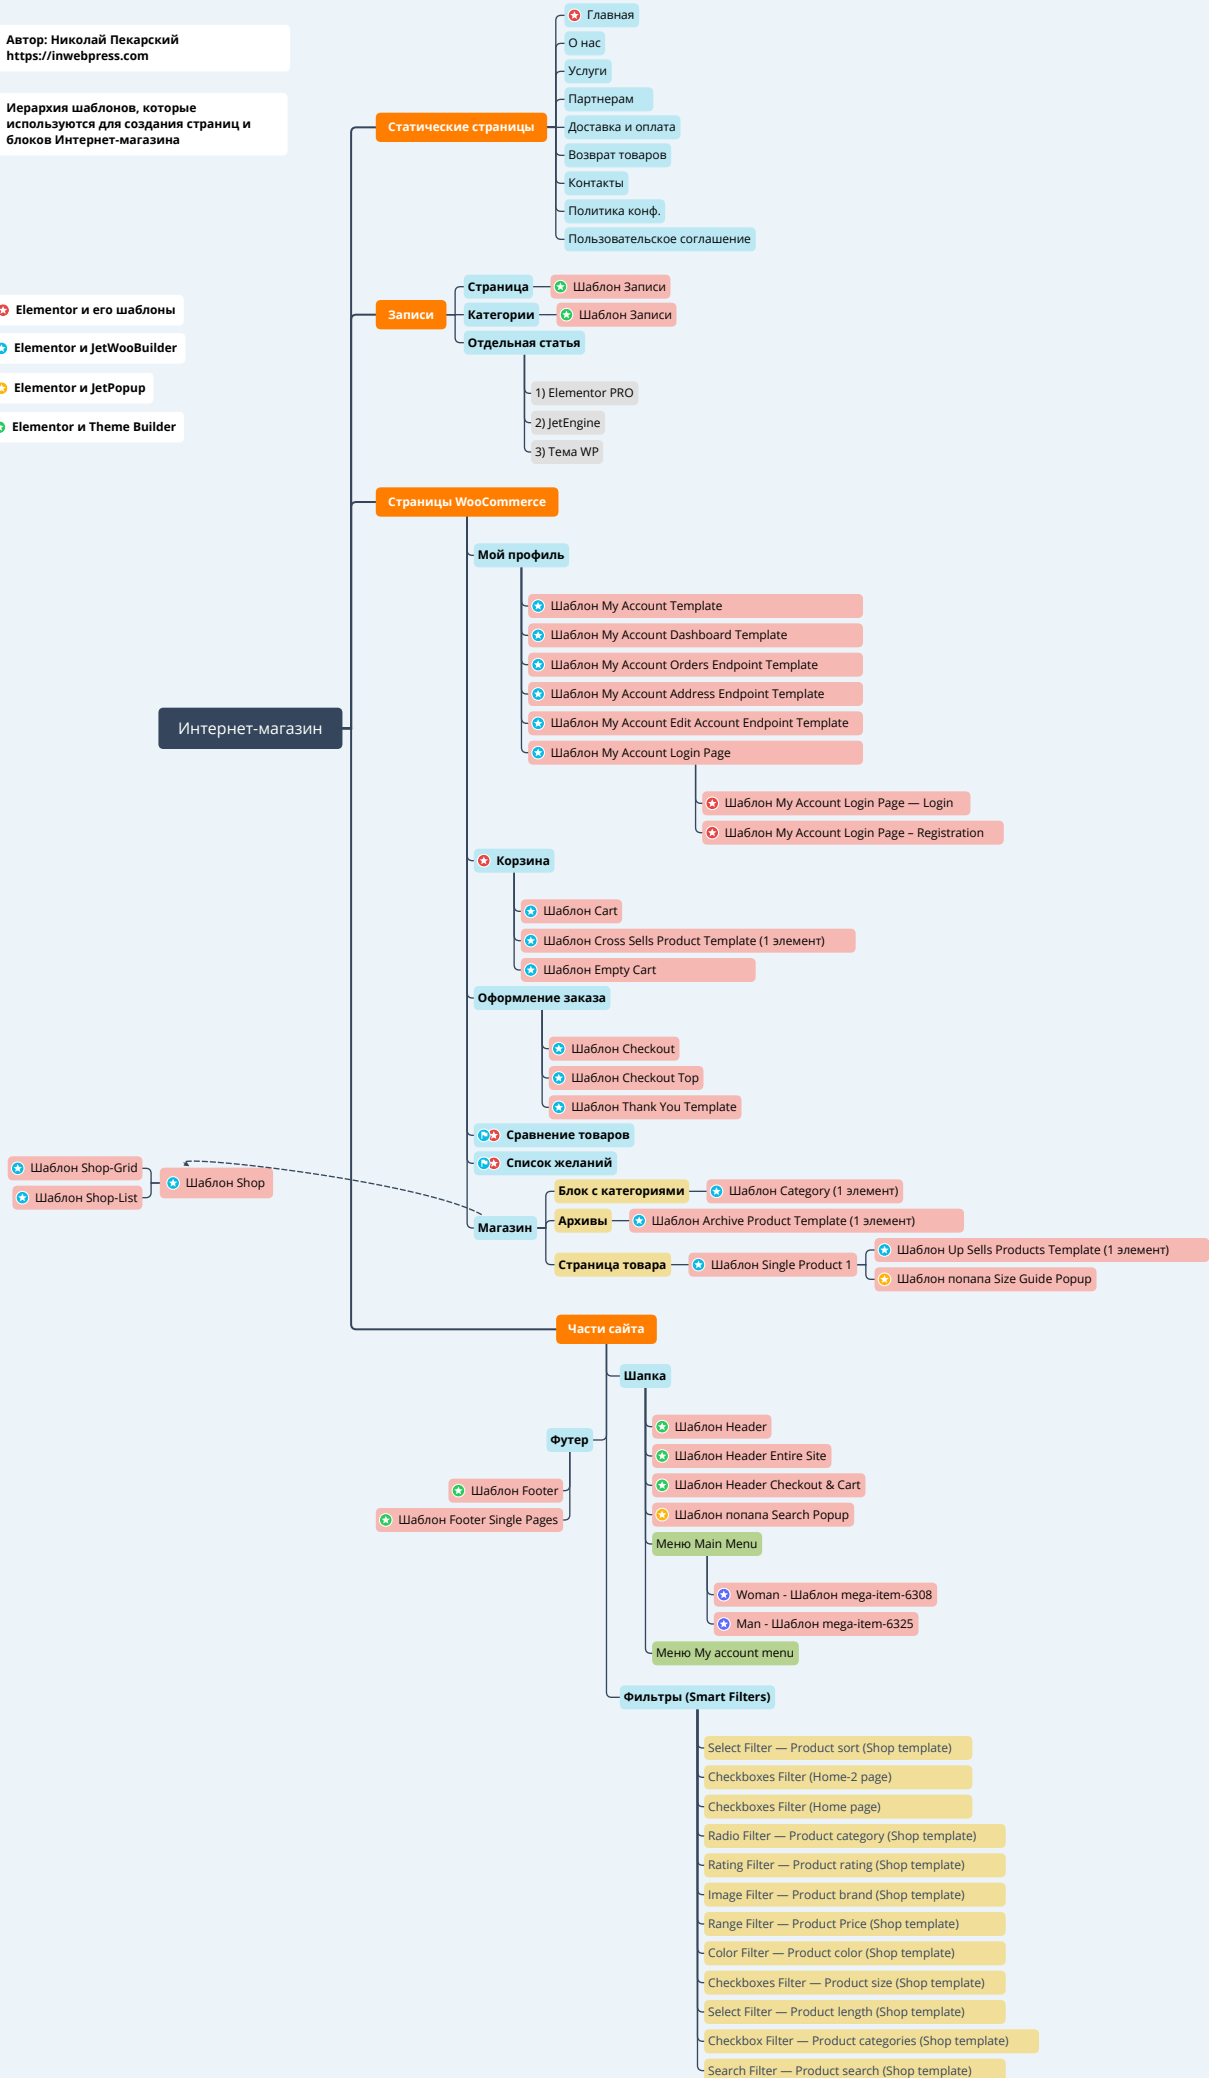 Автор: Николай Пекарский
https://inwebpress.com
Иерархия шаблонов, которые
используются для создания страниц и
блоков Интернет-магазина
Elementor и его шаблоны
Elementor и JetWooBuilder
Elementor и JetPopup
Elementor и Theme Builder
Интернет-магазин
Статические страницы
Главная
О нас
Услуги
Партнерам
Доставка и оплата
Возврат товаров
Контакты
Политика конф.
Пользовательское соглашение
Записи
Страница
Шаблон Записи
Категории
Шаблон Записи
Отдельная статья
1) Elementor PRO
2) JetEngine
3) Тема WP
Страницы WooCommerce
Мой профиль
Шаблон My Account Template
Шаблон My Account Dashboard Template
Шаблон My Account Orders Endpoint Template
Шаблон My Account Address Endpoint Template
Шаблон My Account Edit Account Endpoint Template
Шаблон My Account Login Page
Шаблон My Account Login Page — Login
Шаблон My Account Login Page – Registration
Корзина
Шаблон Cart
Шаблон Cross Sells Product Template (1 элемент)
Шаблон Empty Cart
Оформление заказа
Шаблон Checkout
Шаблон Checkout Top
Шаблон Thank You Template
Сравнение товаров
Список желаний
Магазин
Шаблон Shop
Шаблон Shop-Grid
Шаблон Shop-List
Блок с категориями
Шаблон Category (1 элемент)
Архивы
Шаблон Archive Product Template (1 элемент)
Страница товара
Шаблон Single Product 1
Шаблон Up Sells Products Template (1 элемент)
Шаблон попапа Size Guide Popup
Части сайта
Шапка
Шаблон Header
Шаблон Header Entire Site
Шаблон Header Checkout & Cart
Шаблон попапа Search Popup
Меню Main Menu
Woman - Шаблон mega-item-6308
Man - Шаблон mega-item-6325
Меню My account menu
Футер
Шаблон Footer
Шаблон Footer Single Pages
Фильтры (Smart Filters)
Select Filter — Product sort (Shop template)
Checkboxes Filter (Home-2 page)
Checkboxes Filter (Home page)
Radio Filter — Product category (Shop template)
Rating Filter — Product rating (Shop template)
Image Filter — Product brand (Shop template)
Range Filter — Product Price (Shop template)
Color Filter — Product color (Shop template)
Checkboxes Filter — Product size (Shop template)
Select Filter — Product length (Shop template)
Checkbox Filter — Product categories (Shop template)
Search Filter — Product search (Shop template)